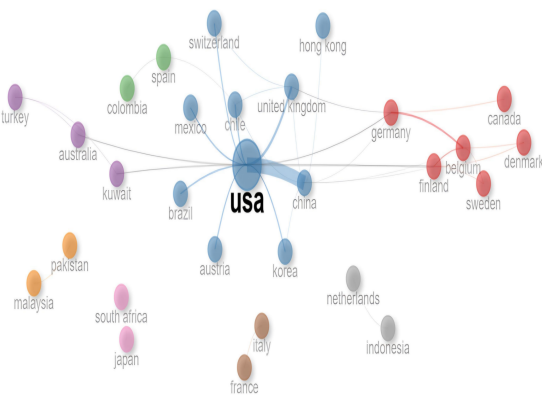 switzerland
hong kong
spain
turkey
colombia
mexico
chile
united kingdom
germany
canada
australia
kuwait
brazil
usa
china
finland
belgium
denmark
sweden
austria
korea
pakistan
malaysia
south africa
japan
netherlands
indonesia
italy
france